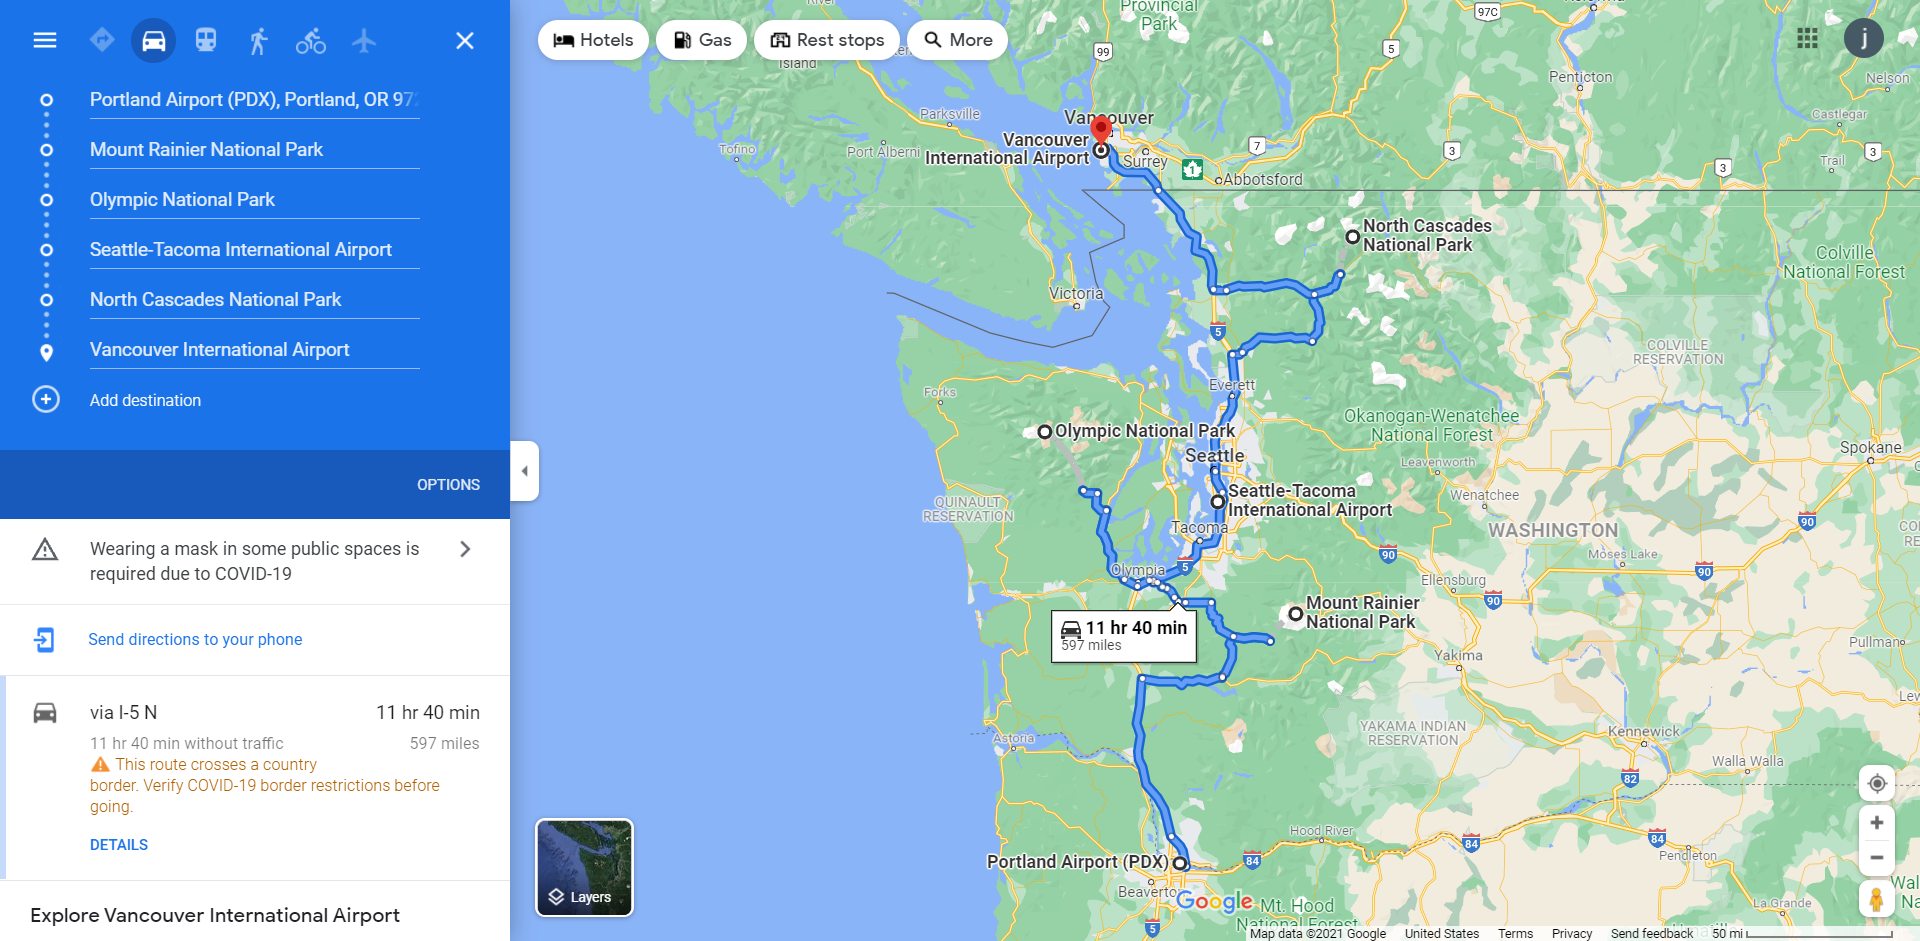 Portland Airport (PDX), Portland, OR 97
Mount Rainier National Park
Olympic National Park
Seattle-Tacoma International Airport
North Cascades National Park
Vancouver International Airport
Add destination
OPTIONS
Wearing a mask in some public spaces is
required due to COVID-19
Send directions to your phone
via I-5 N
11 hr 40 min
11 hr 40 min without traffic
597 miles
This route crosses a country
border. Verify COVID-19 border restrictions before
going.
DETAILS
Explore Vancouver International Airport
Hotels
Gas
Rest stops
More
j
Provincial
Park
River
Island
97C
99
5
Penticton
Nelson
Castlegar
Parksville
Vancouver
Tofino
Port Alberni
Vancouver
International Airport
Surrey
1
7
3
3
3
Trail
Abbotsford
North Cascades
National Park
Colville
National Forest
Victoria
5
COLVILLE
RESERVATION
Everett
Forks
Okanogan-Wenatchee
National Forest
Olympic National Park
Spokane
Seattle
Leavenworth
Wenatchee
Seattle-Tacoma
International Airport
QUINAULT
RESERVATION
Tacoma
WASHINGTON
90
90
Moses Lake
Olympia
5
90
Ellensburg
90
Mount Rainier
National Park
11 hr 40 min
597 miles
Pullman
Yakima
Lew
YAKAMA INDIAN
RESERVATION
Kennewick
Astoria
Walla Walla
82
Hood River
84
84
84
Pendleton
Portland Airport (PDX)
Beaverton
Google
Mt. Hood
National Forest
5
La Grande
Layers
Map data ©2021 Google
United States
Terms
Privacy
Send feedback
50 mi